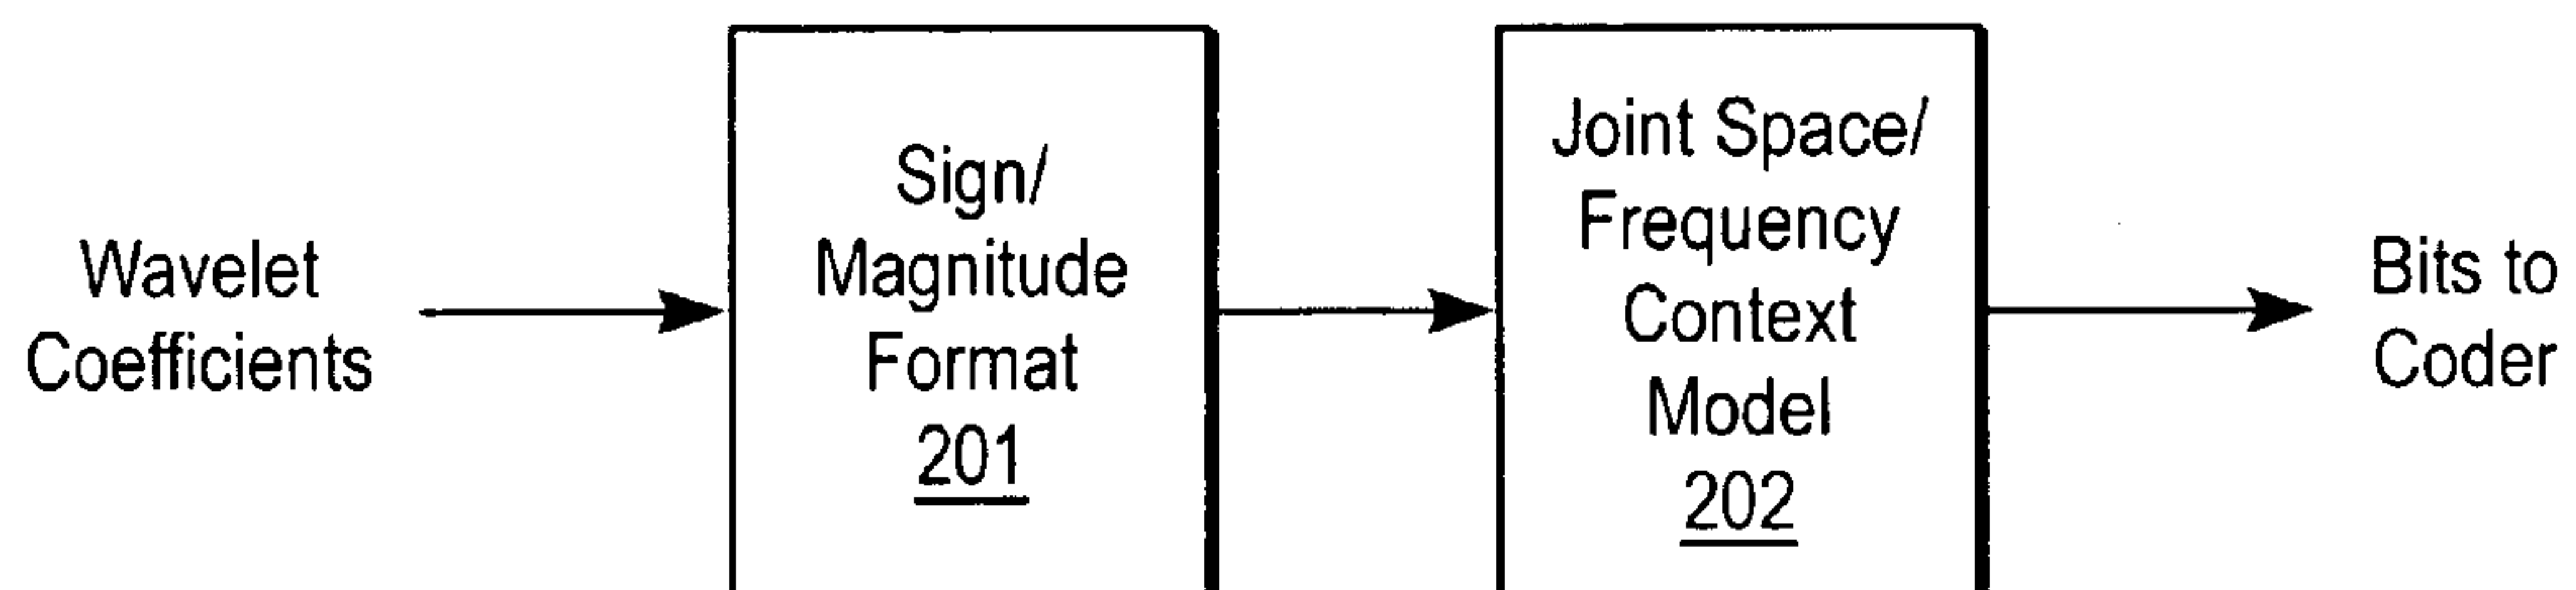 Wavelet
Coefficients
Sign/
Magnitude
Format
201
Joint Space/
Frequency
Context
Model
202
Bits to
Coder